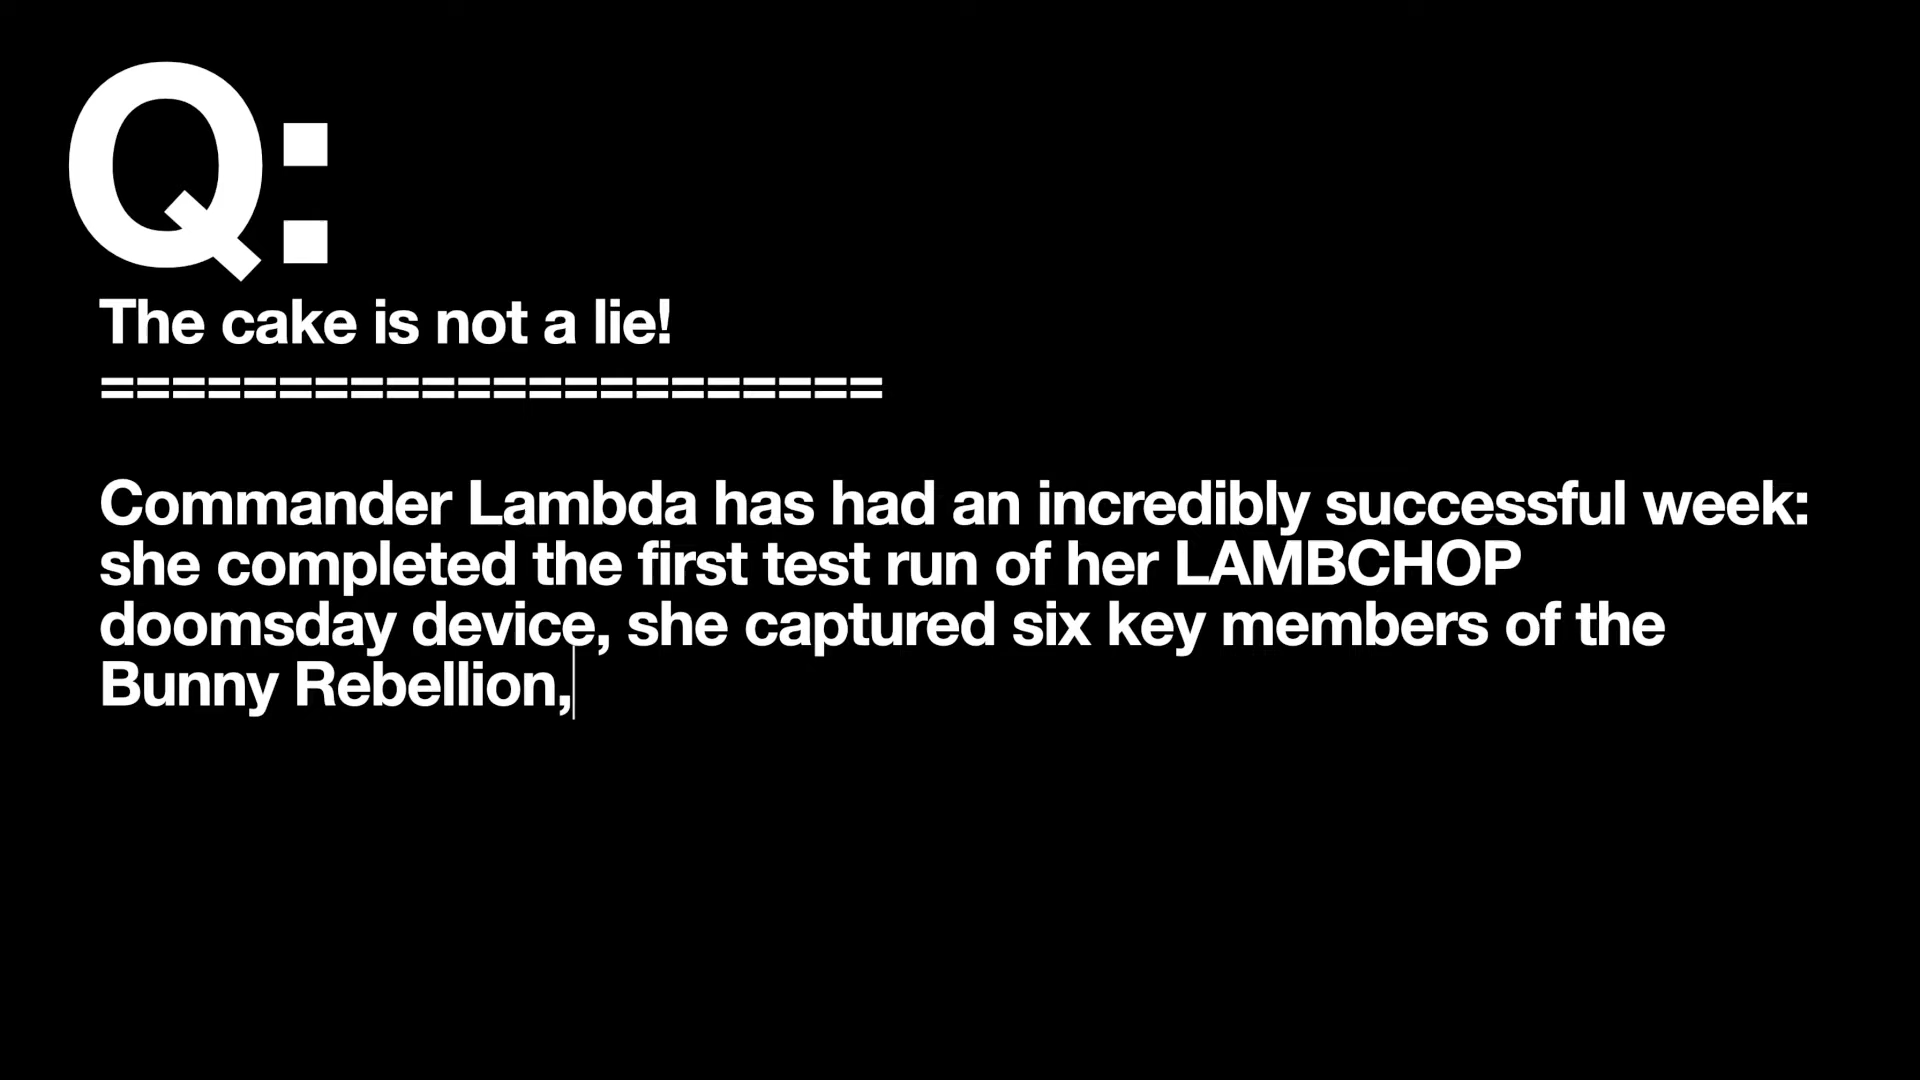 Q:
The cake is not a lie!
======================
Commander Lambda has had an incredibly successful week:
she completed the first test run of her LAMBCHOP
doomsday device, she captured six key members of the
Bunny Rebellion,